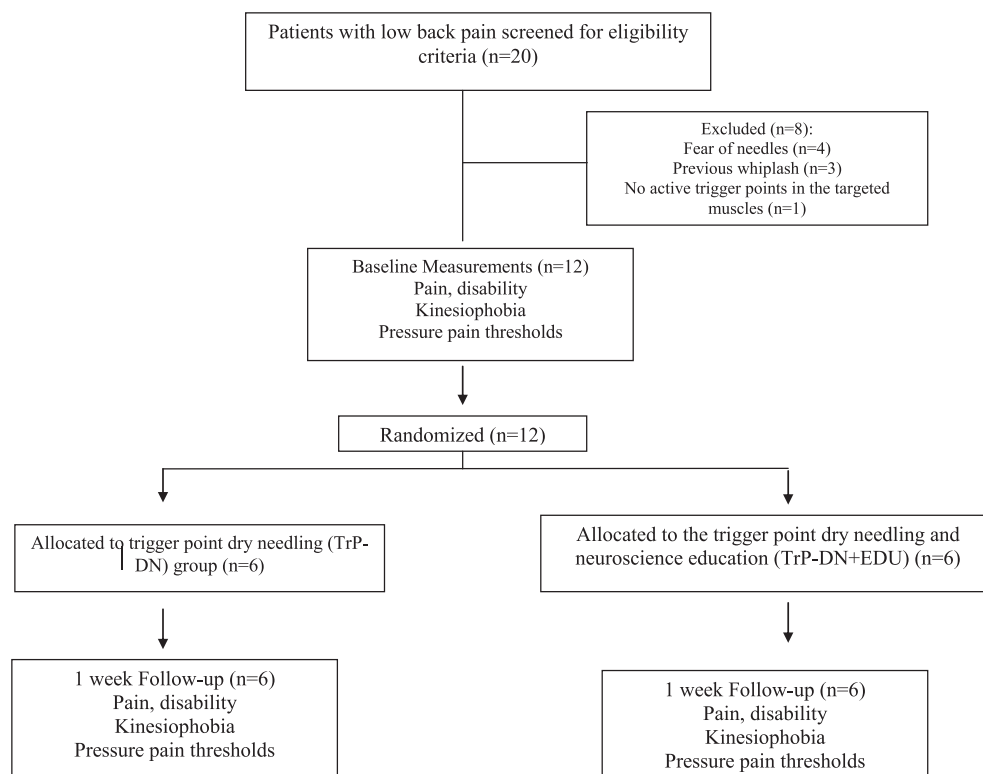 Patients with low back pain screened for eligibility
criteria (n=20)
Excluded (n=8):
Fear of needles (n=4)
Previous whiplash (n=3)
No active trigger points in the targeted
muscles (n=1)
Baseline Measurements (n=12)
Pain, disability
Kinesiophobia
Pressure pain thresholds
Randomized (n=12)
Allocated to trigger point dry needling (TrP-
DN) group (n=6)
Allocated to the trigger point dry needling and
neuroscience education (TrP-DN+EDU) (n=6)
1 week Follow-up (n=6)
Pain, disability
Kinesiophobia
Pressure pain thresholds
1 week Follow-up (n=6)
Pain, disability
Kinesiophobia
Pressure pain thresholds